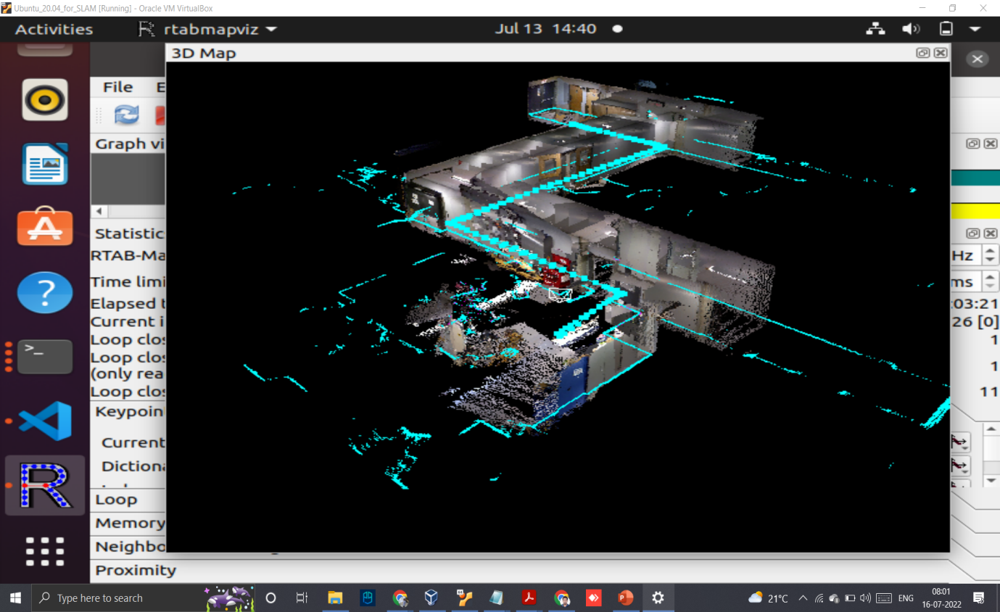 Ubuntu_20.04_for_SLAM [Running] - Oracle VM VirtualBox
Activities
rtabmapviz
Jul 13 14:40
3D Map
File E
Graph vi
Statistic
RTAB-Ma
Time limi
Elapsed t
Current i
Loop clos
Loop clos
(only rea
Loop clos
Keypoin
Current
Dictiona
Loop
Memory
Neighbo
Proximity
Hz
ms
:03:21
26 [0]
1
1
11
Type here to search
21°C
ENG
08:01
16-07-2022